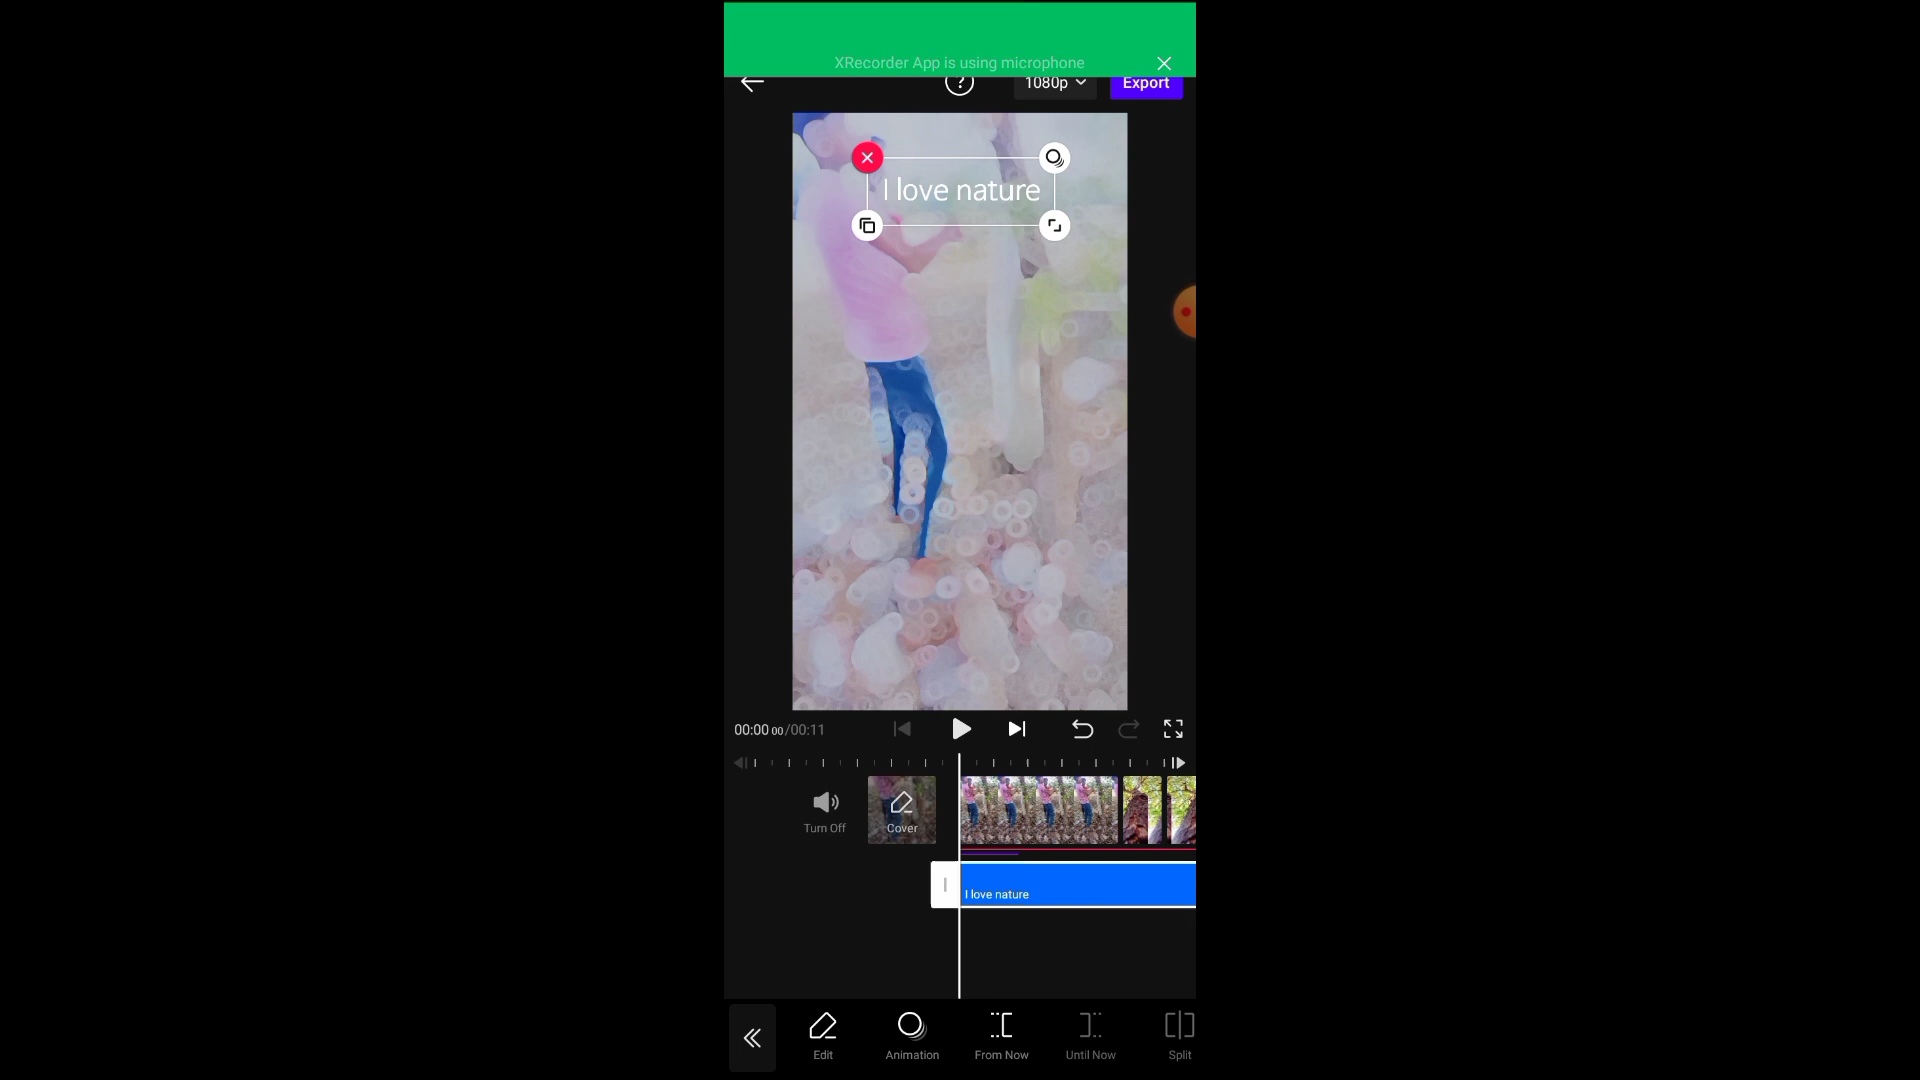 XRecorder App is using microphone
1080p
Export
I love nature
00:00 00/00:11
Turn Off
Cover
I love nature
Edit
Animation
From Now
Until Now
Split